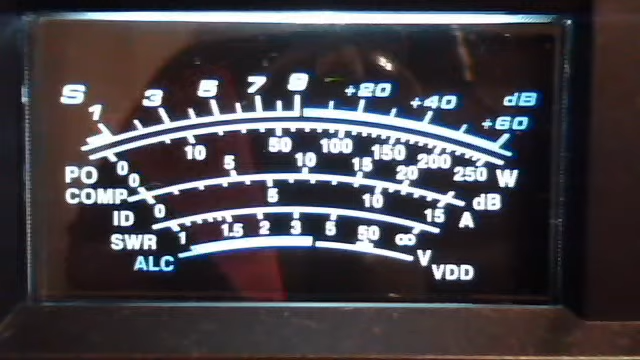 S 1 3 5 7 9 +20 +40 +60 dB
PO 0 10 50 100 150 200 250 W
COMP 0 5 10 15 20 dB
ID 0 5 10 15 A
SWR 1 1.5 2 3 5 50 ∞ V
ALC VDD